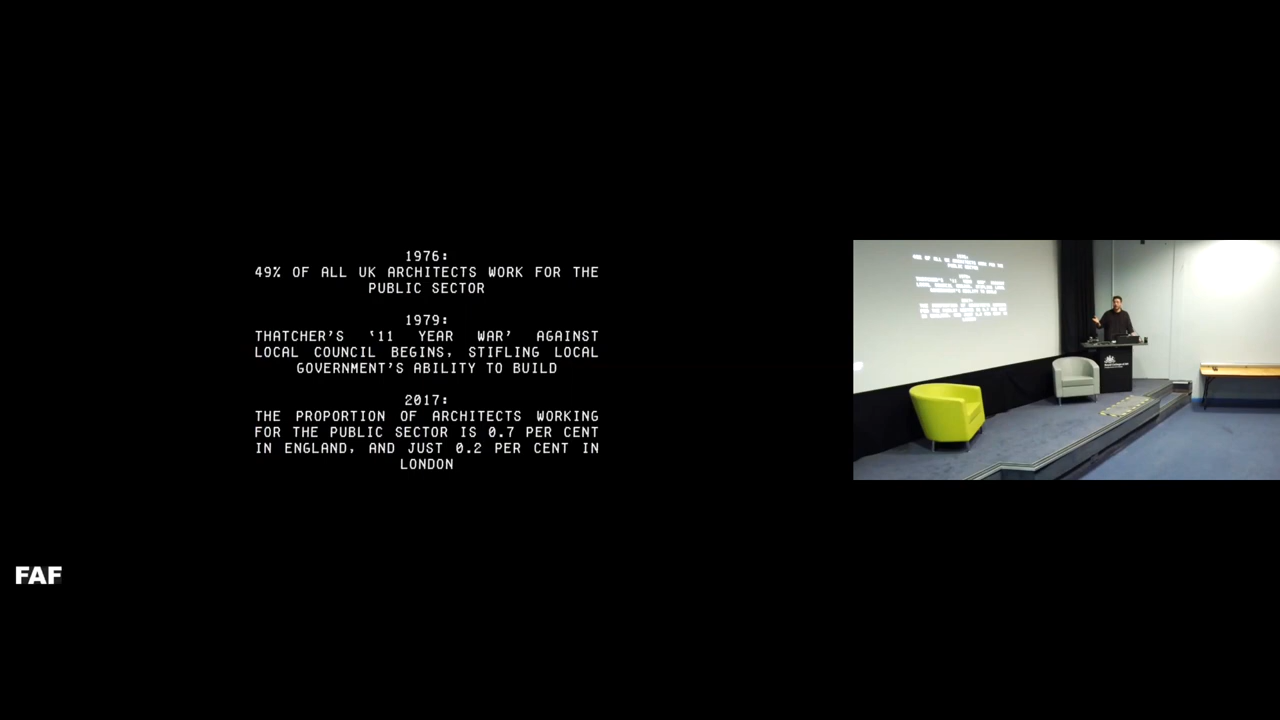 1976:
49% OF ALL UK ARCHITECTS WORK FOR THE
PUBLIC SECTOR
1979:
THATCHER'S ‘11 YEAR WAR’ AGAINST
LOCAL COUNCIL BEGINS, STIFLING LOCAL
GOVERNMENT'S ABILITY TO BUILD
2017:
THE PROPORTION OF ARCHITECTS WORKING
FOR THE PUBLIC SECTOR IS 0.7 PER CENT
IN ENGLAND, AND JUST 0.2 PER CENT IN
LONDON
FAF